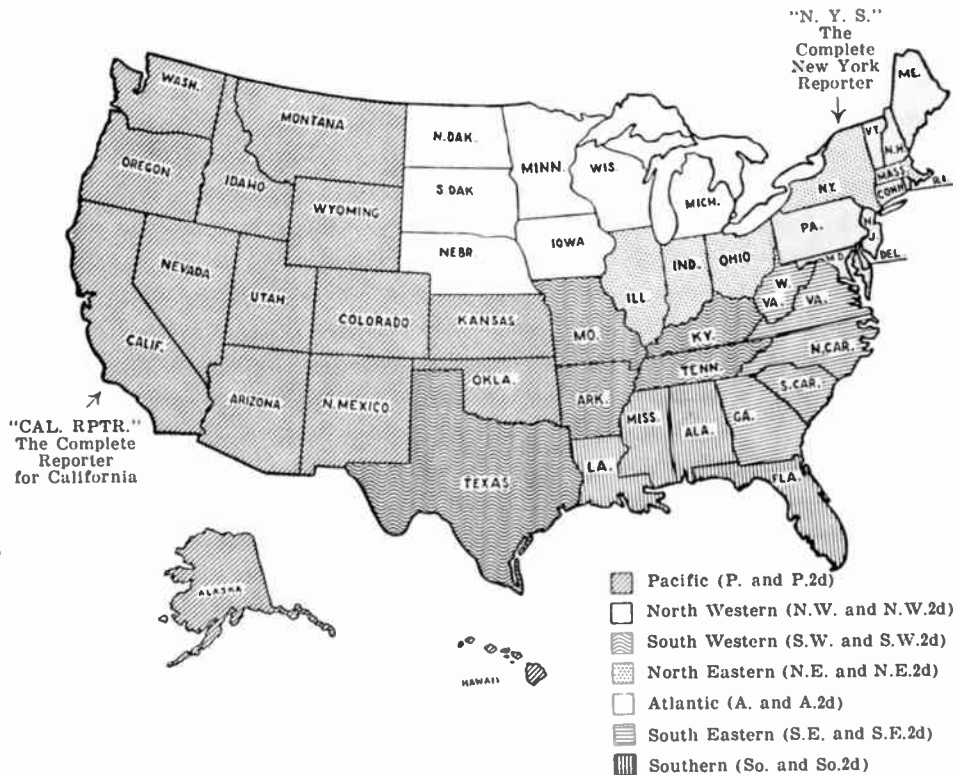 "N. Y. S."
The
Complete
New York
Reporter
WASH.
MONTANA
N.DAK.
MINN.
ME.
VT.
N.H
OREGON
IDAHO
S.DAK
WIS.
MASS.
WYOMING
MICH.
N.Y.
CONN.
R.I.
NEBR.
IOWA
PA.
N.
J.
NEVADA
UTAH
COLORADO
KANSAS
ILL
IND.
OHIO
W.
VA.
VA.
M D.
DEL.
CALIF.
MO.
KY.
N.CAR.
ARIZONA
N.MEXICO
OKLA.
ARK.
TENN.
S.CAR.
"CAL. RPTR."
The Complete
Reporter
for California
TEXAS
LA.
MISS.
ALA.
GA.
FLA.
ALASKA
HAWAII
Pacific (P. and P.2d)
North Western (N.W. and N.W.2d)
South Western (S.W. and S.W.2d)
North Eastern (N.E. and N.E.2d)
Atlantic (A. and A.2d)
South Eastern (S.E. and S.E.2d)
Southern (So. and So.2d)